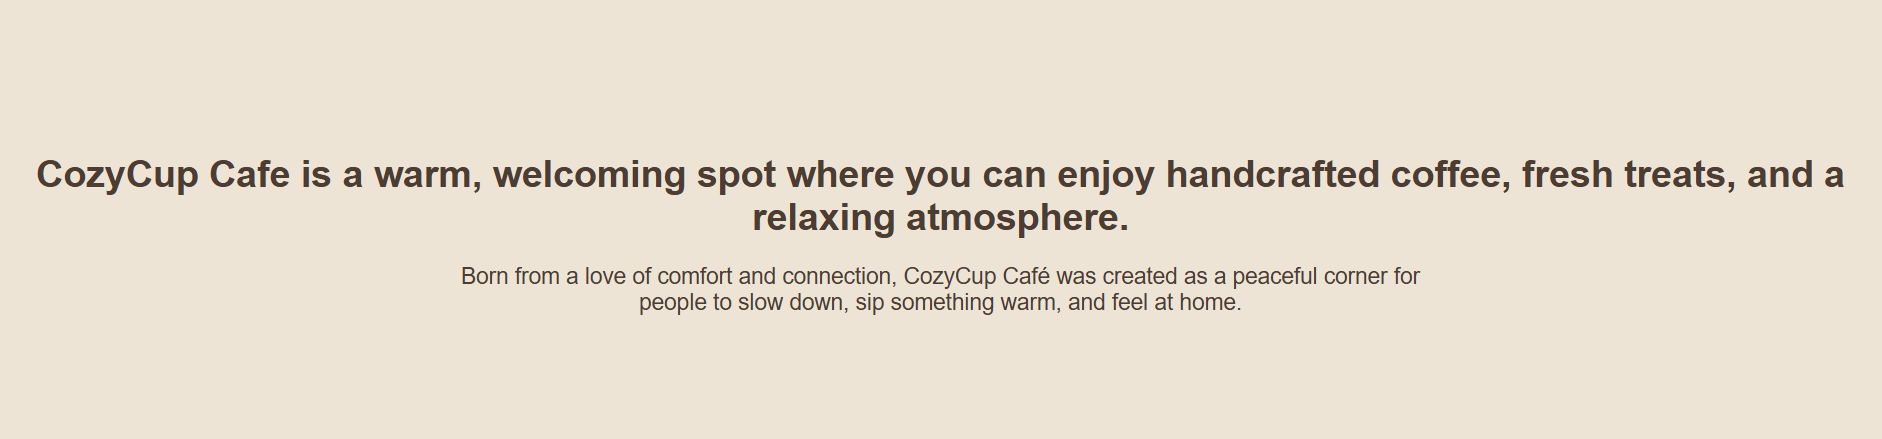 CozyCup Cafe is a warm, welcoming spot where you can enjoy handcrafted coffee, fresh treats, and a
relaxing atmosphere.
Born from a love of comfort and connection, CozyCup Café was created as a peaceful corner for
people to slow down, sip something warm, and feel at home.